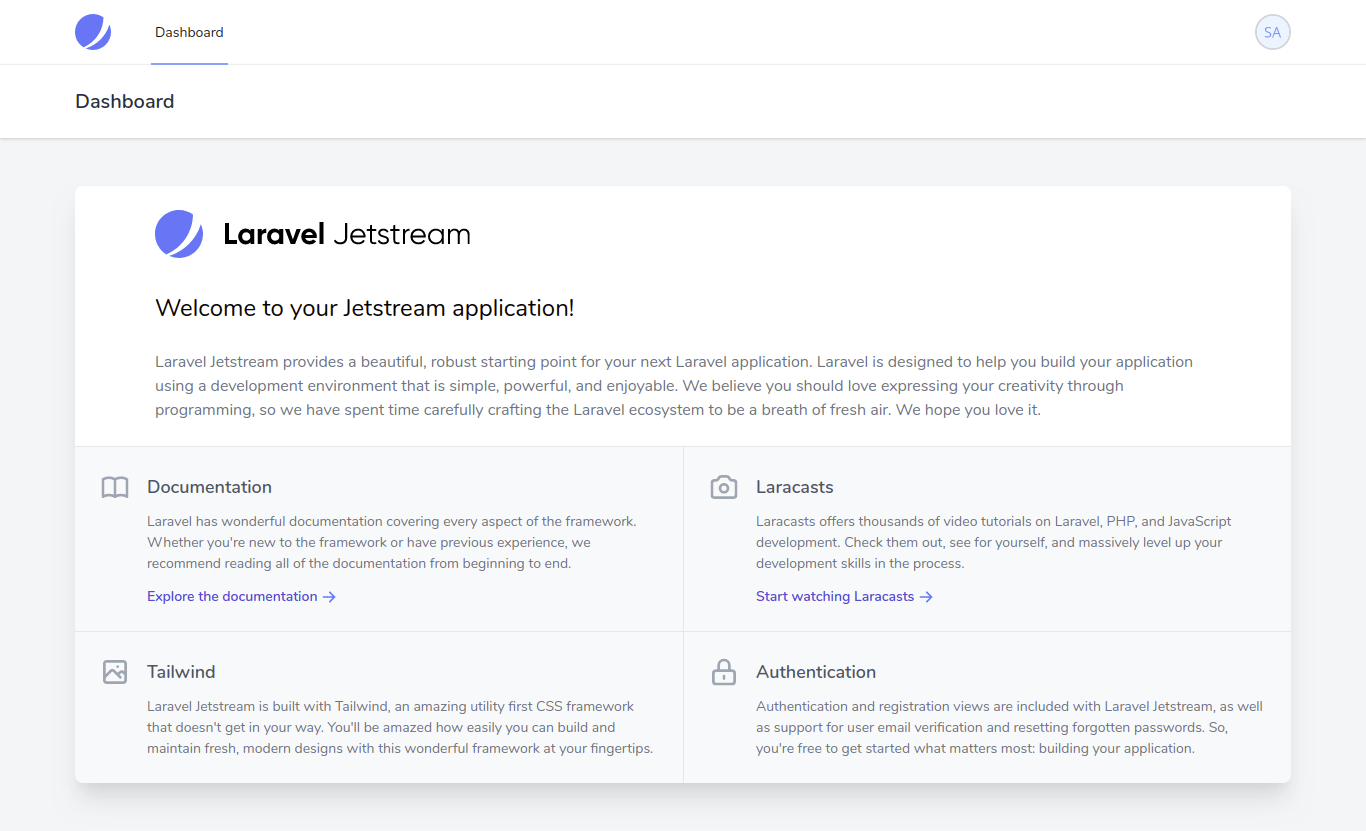 Dashboard
SA
Dashboard
Laravel Jetstream
Welcome to your Jetstream application!
Laravel Jetstream provides a beautiful, robust starting point for your next Laravel application. Laravel is designed to help you build your application
using a development environment that is simple, powerful, and enjoyable. We believe you should love expressing your creativity through
programming, so we have spent time carefully crafting the Laravel ecosystem to be a breath of fresh air. We hope you love it.
Documentation
Laravel has wonderful documentation covering every aspect of the framework.
Whether you're new to the framework or have previous experience, we
recommend reading all of the documentation from beginning to end.
Explore the documentation →
Laracasts
Laracasts offers thousands of video tutorials on Laravel, PHP, and JavaScript
development. Check them out, see for yourself, and massively level up your
development skills in the process.
Start watching Laracasts →
Tailwind
Laravel Jetstream is built with Tailwind, an amazing utility first CSS framework
that doesn't get in your way. You'll be amazed how easily you can build and
maintain fresh, modern designs with this wonderful framework at your fingertips.
Authentication
Authentication and registration views are included with Laravel Jetstream, as well
as support for user email verification and resetting forgotten passwords. So,
you're free to get started what matters most: building your application.